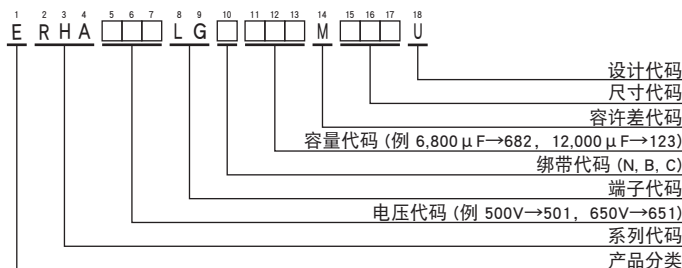 1 2 3 4 5 6 7 8 9 10 11 12 13 14 15 16 17 18
E RHA □□□ LG □ □□□ M □□□ U
设计代码
尺寸代码
容许差代码
容量代码 (例 6,800μF→682，12,000μF→123)
绑带代码 (N, B, C)
端子代码
电压代码 (例 500V→501，650V→651)
系列代码
产品分类